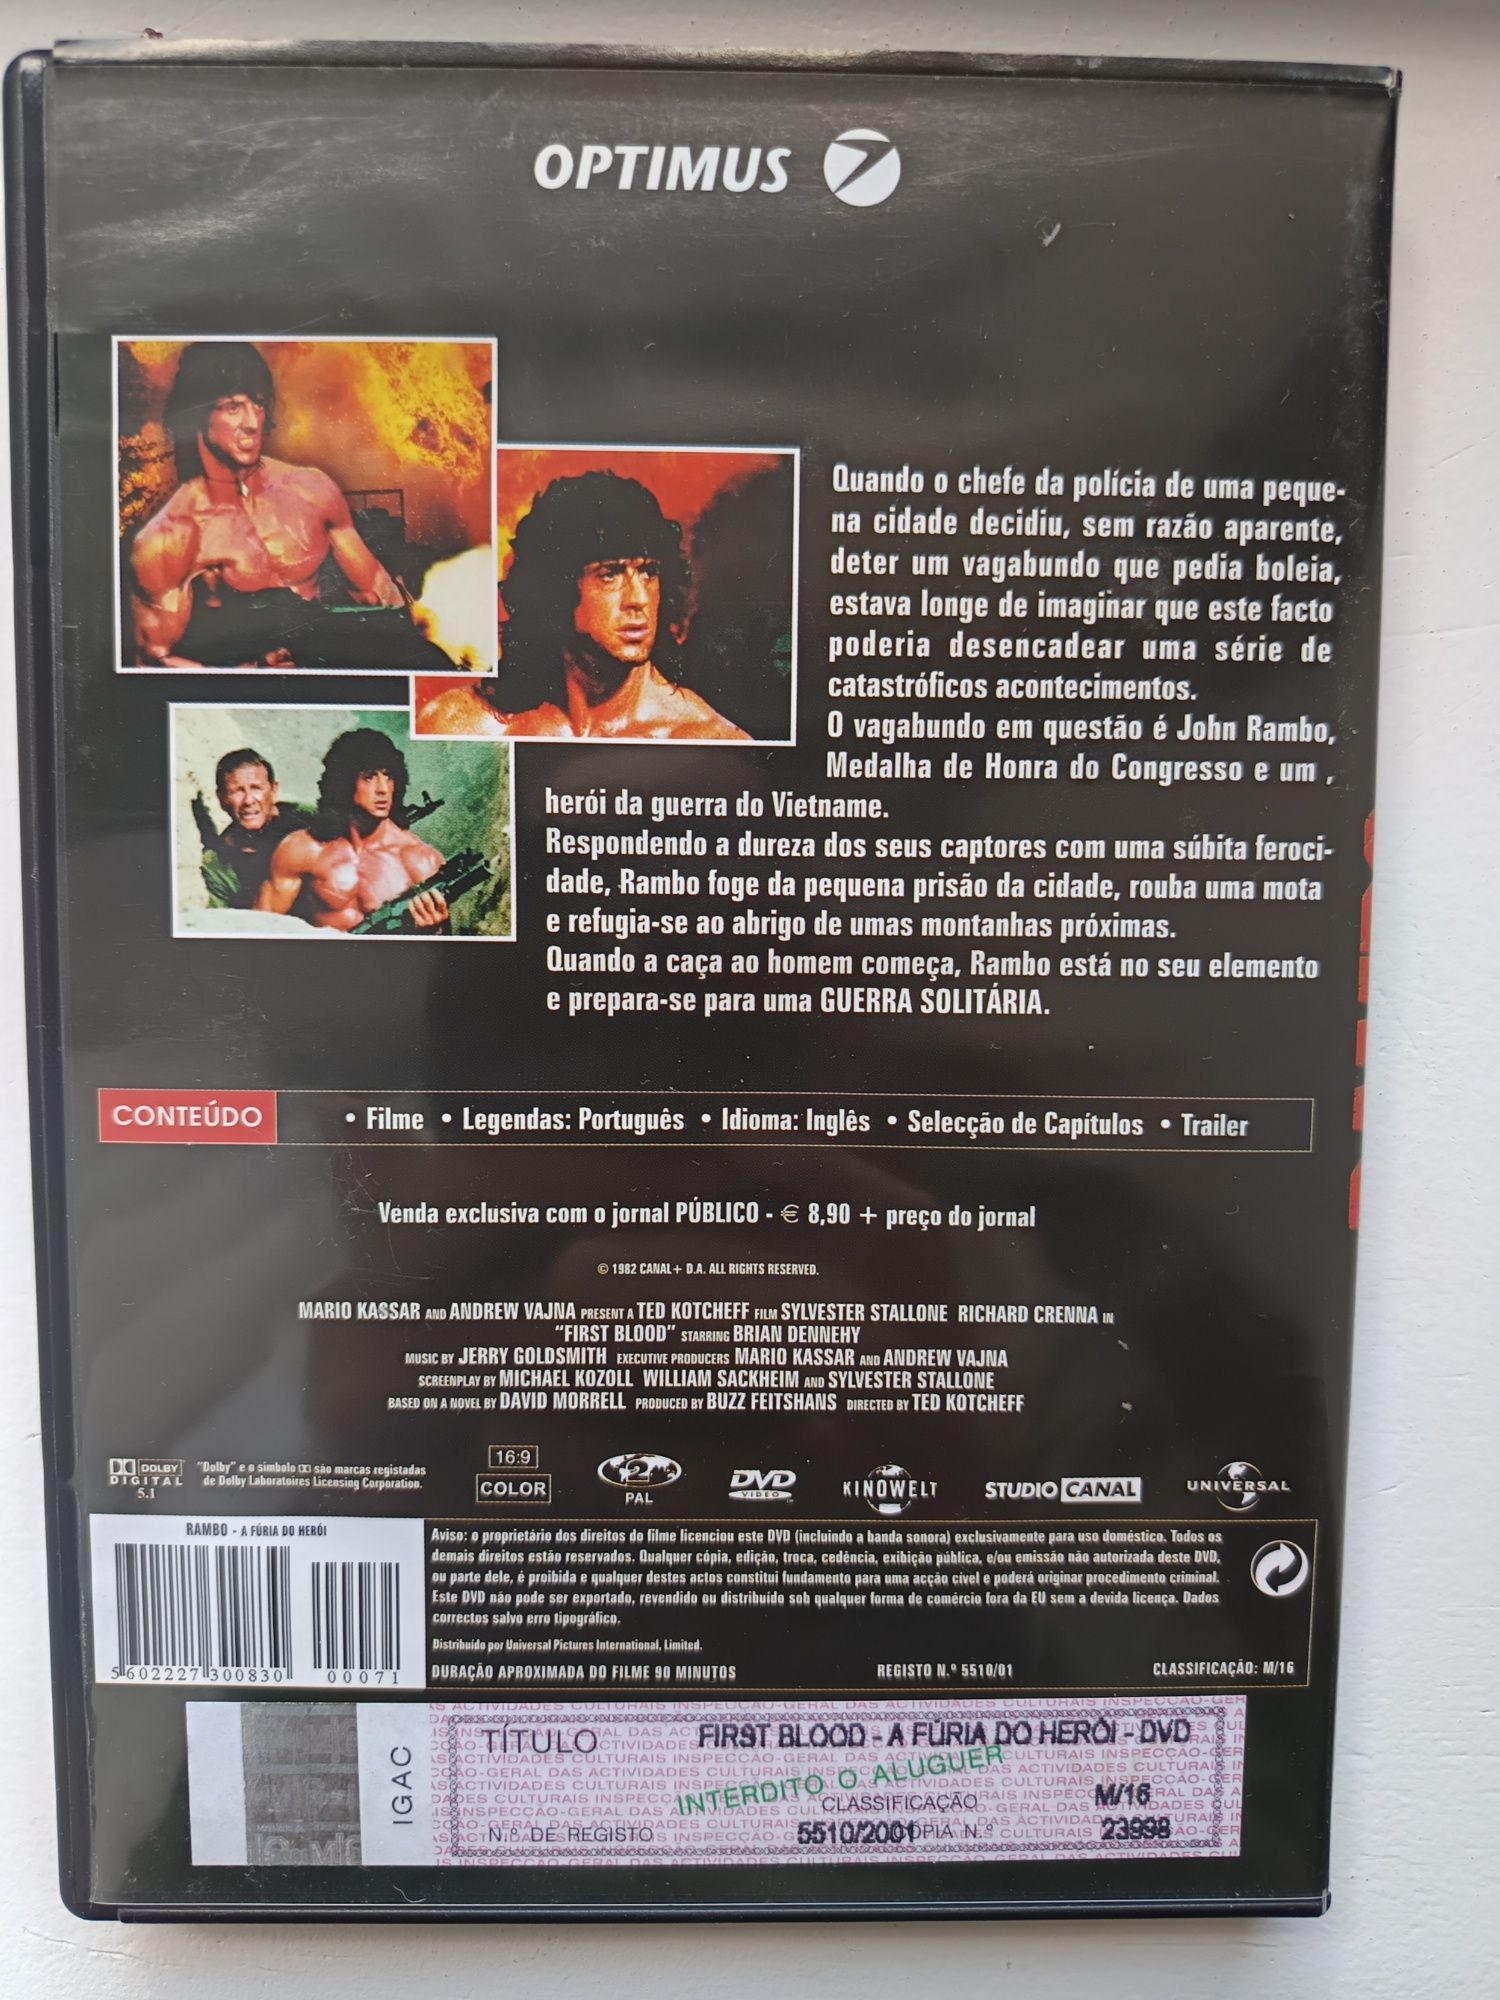 OPTIMUS
Quando o chefe da polícia de uma peque-
na cidade decidiu, sem razão aparente,
deter um vagabundo que pedia boleia,
estava longe de imaginar que este facto
poderia desencadear uma série de
catastróficos acontecimentos.
O vagabundo em questão é John Rambo,
Medalha de Honra do Congresso e um ,
herói da guerra do Vietname.
Respondendo a dureza dos seus captores com uma súbita feroci-
dade, Rambo foge da pequena prisão da cidade, rouba uma mota
e refugia-se ao abrigo de umas montanhas próximas.
Quando a caça ao homem começa, Rambo está no seu elemento
e prepara-se para uma GUERRA SOLITÁRIA.
CONTEÚDO • Filme • Legendas: Português • Idioma: Inglês • Selecção de Capítulos • Trailer
Venda exclusiva com o jornal PÚBLICO - € 8,90 + preço do jornal
© 1982 CANAL+ D.A. ALL RIGHTS RESERVED.
MARIO KASSAR AND ANDREW VAJNA PRESENT A TED KOTCHEFF FILM SYLVESTER STALLONE RICHARD CRENNA IN
"FIRST BLOOD" STARRING BRIAN DENNEHY
MUSIC BY JERRY GOLDSMITH EXECUTIVE PRODUCERS MARIO KASSAR AND ANDREW VAJNA
SCREENPLAY BY MICHAEL KOZOLL WILLIAM SACKHEIM AND SYLVESTER STALLONE
BASED ON A NOVEL BY DAVID MORRELL PRODUCED BY BUZZ FEITSHANS DIRECTED BY TED KOTCHEFF
DOLBY
DIGITAL
5.1
"Dolby" e o símbolo são marcas registadas
de Dolby Laboratoires Licensing Corporation.
16:9
COLOR
2
PAL
DVD
VIDEO
KINOWELT
STUDIO CANAL
UNIVERSAL
RAMBO - A FÚRIA DO HERÓI
5 602227 300830
00071
Aviso: o proprietário dos direitos do filme licenciou este DVD (incluindo a banda sonora) exclusivamente para uso doméstico. Todos os
demais direitos estão reservados. Qualquer cópia, edição, troca, cedência, exibição pública, e/ou emissão não autorizada deste DVD,
ou parte dele, é proibida e qualquer destes actos constitui fundamento para uma acção cível e poderá originar procedimento criminal.
Este DVD não pode ser exportado, revendido ou distribuído sob qualquer forma de comércio fora da EU sem a devida licença. Dados
correctos salvo erro tipográfico.
Distribuído por Universal Pictures International, Limited.
DURAÇÃO APROXIMADA DO FILME 90 MINUTOS REGISTO N.º 5510/01 CLASSIFICAÇÃO: M/16
IGAC
TÍTULO FIRST BLOOD - A FÚRIA DO HERÓI - DVD
INTERDITO O ALUGUER
CLASSIFICAÇÃO M/16
N.º DE REGISTO 5510/2001 CÓPIA N.º